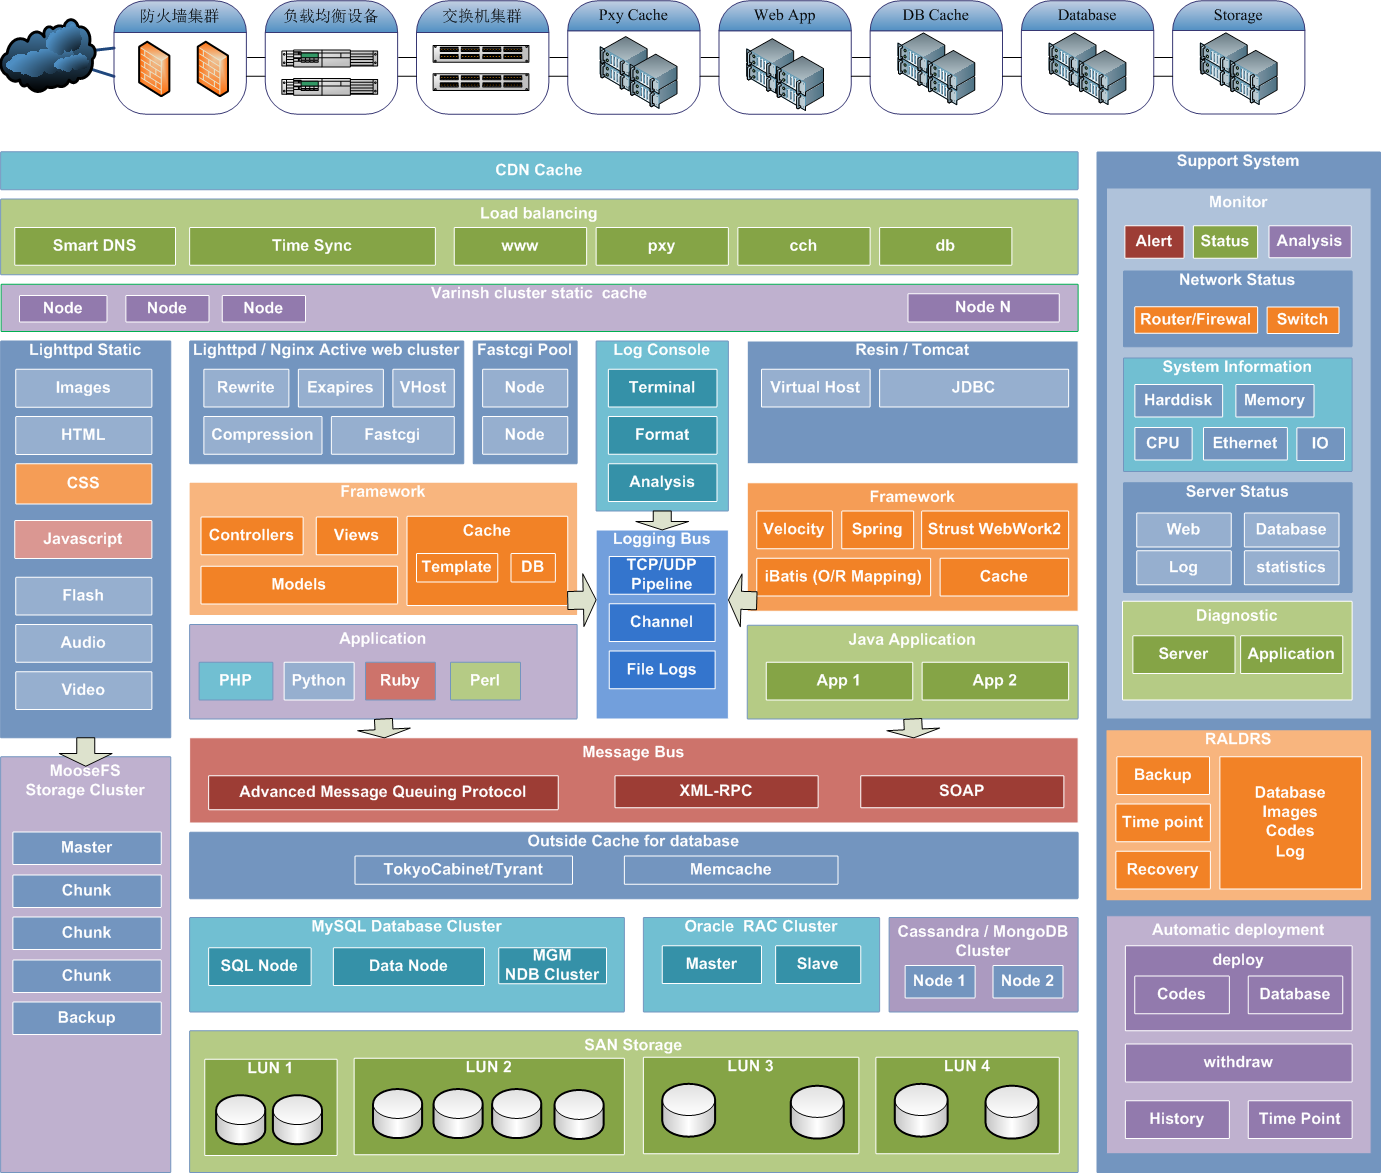 防火墙集群
负载均衡设备
交换机集群
Pxy Cache
Web App
DB Cache
Database
Storage
CDN Cache
Load balancing
Smart DNS
Time Sync
www
pxy
cch
db
Varinsh cluster static  cache
Node
Node
Node
Node N
Lighttpd Static
Images
HTML
CSS
Javascript
Flash
Audio
Video
MooseFS
Storage Cluster
Master
Chunk
Chunk
Chunk
Backup
Lighttpd / Nginx Active web cluster
Rewrite
Exapires
VHost
Compression
Fastcgi
Fastcgi Pool
Node
Node
Log Console
Terminal
Format
Analysis
Resin / Tomcat
Virtual Host
JDBC
Framework
Controllers
Views
Models
Cache
Template
DB
Logging Bus
TCP/UDP
Pipeline
Channel
File Logs
Framework
Velocity
Spring
Strust WebWork2
iBatis (O/R Mapping)
Cache
Application
PHP
Python
Ruby
Perl
Java Application
App 1
App 2
Message Bus
Advanced Message Queuing Protocol
XML-RPC
SOAP
Outside Cache for database
TokyoCabinet/Tyrant
Memcache
MySQL Database Cluster
SQL Node
Data Node
MGM
NDB Cluster
Oracle  RAC Cluster
Master
Slave
Cassandra / MongoDB
Cluster
Node 1
Node 2
SAN Storage
LUN 1
LUN 2
LUN 3
LUN 4
Support System
Monitor
Alert
Status
Analysis
Network Status
Router/Firewal
Switch
System Information
Harddisk
Memory
CPU
Ethernet
IO
Server Status
Web
Database
Log
statistics
Diagnostic
Server
Application
RALDRS
Backup
Time point
Recovery
Database
Images
Codes
Log
Automatic deployment
deploy
Codes
Database
withdraw
History
Time Point